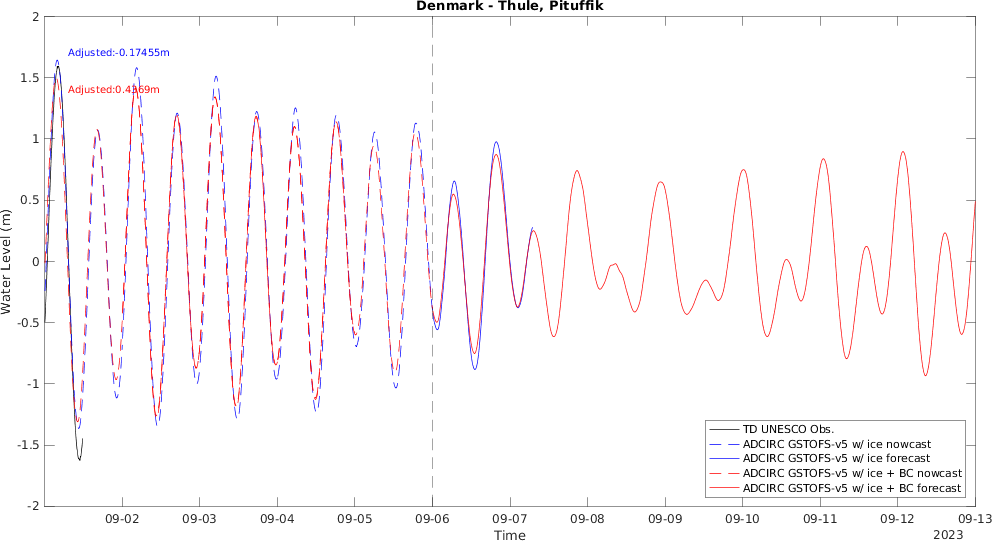 Denmark - Thule, Pituffik
Adjusted:-0.17455m
Adjusted:0.4369m
Water Level (m)
2
1.5
1
0.5
0
-0.5
-1
-1.5
-2
TD UNESCO Obs.
ADCIRC GSTOFS-v5 w/ ice nowcast
ADCIRC GSTOFS-v5 w/ ice forecast
ADCIRC GSTOFS-v5 w/ ice + BC nowcast
ADCIRC GSTOFS-v5 w/ ice + BC forecast
09-02 09-03 09-04 09-05 09-06 09-07 09-08 09-09 09-10 09-11 09-12 09-13
Time
2023